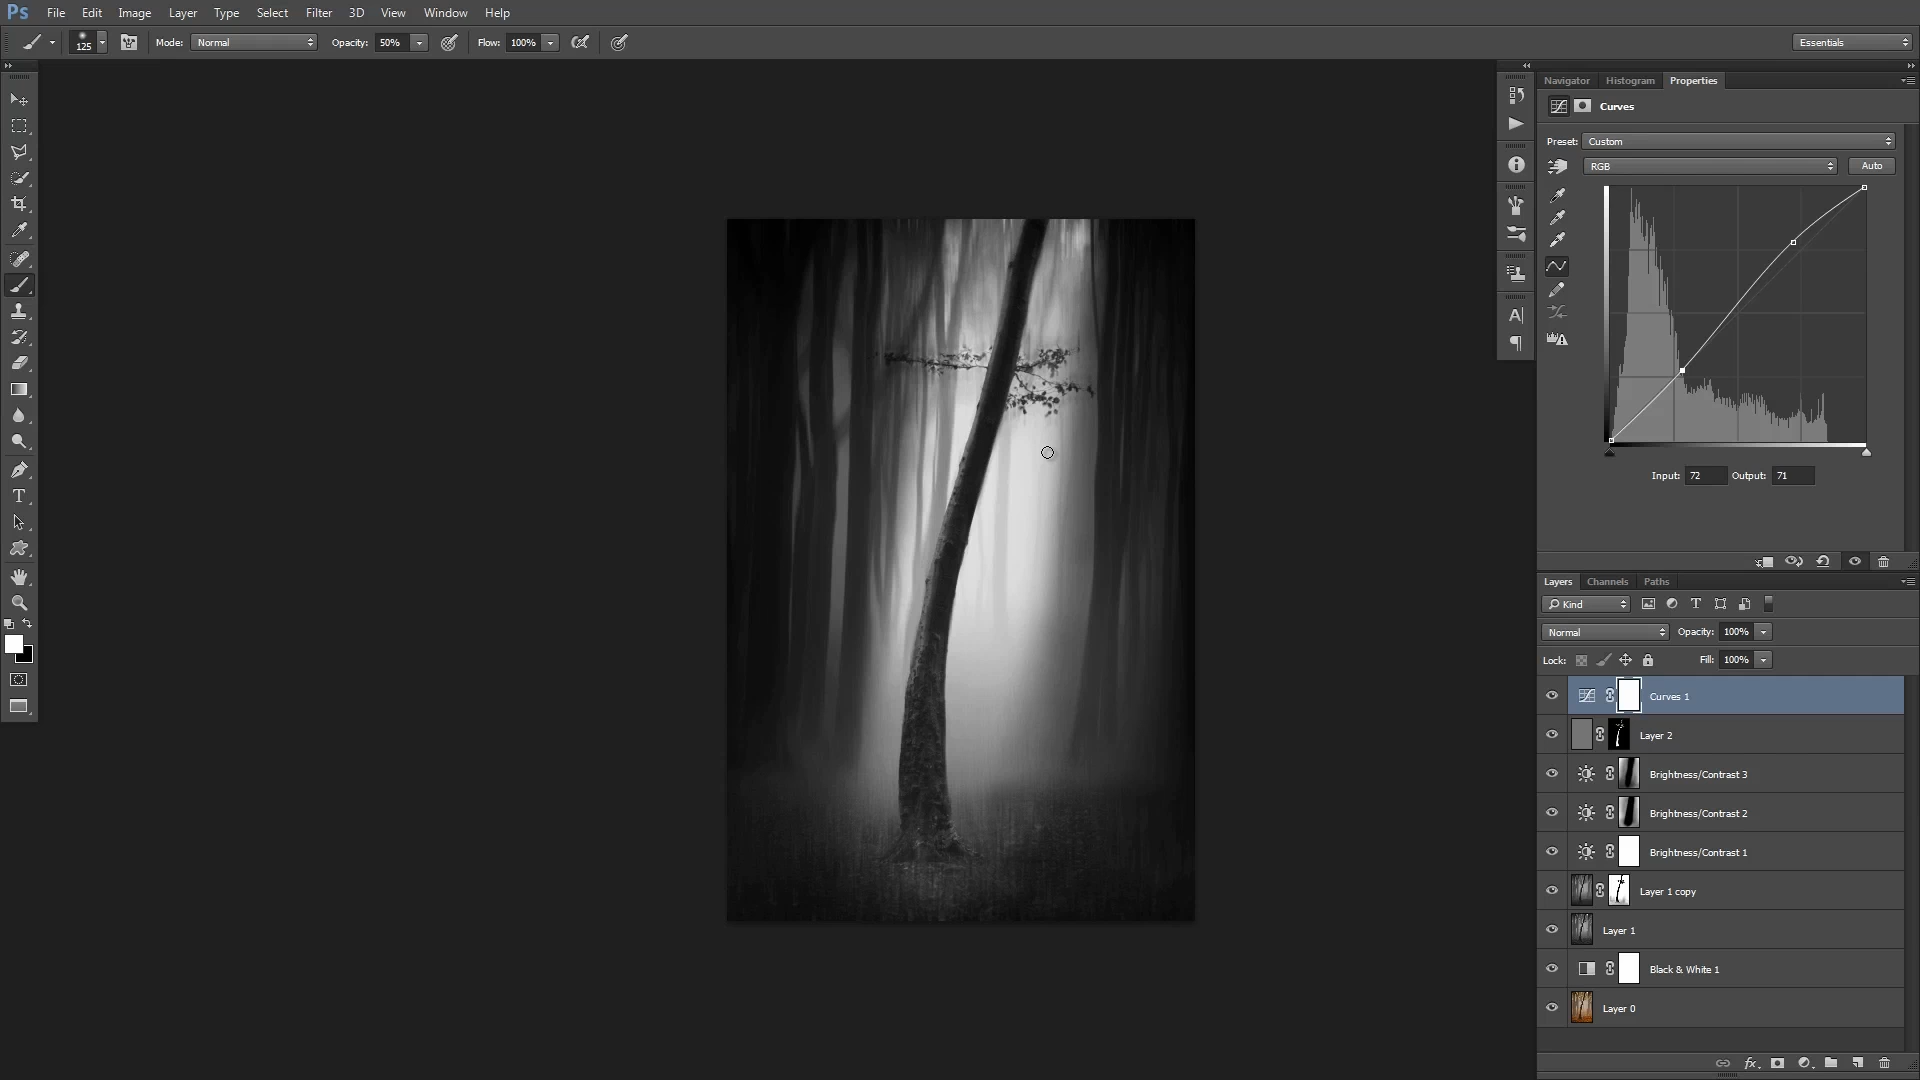 Ps File Edit Image Layer Type Select Filter 3D View Window Help
125 Mode: Normal Opacity: 50% Flow: 100% Essentials
Navigator Histogram Properties
Curves
Preset: Custom
RGB Auto
Input: 72 Output: 71
Layers Channels Paths
Kind
Normal Opacity: 100%
Lock: Fill: 100%
Curves 1
Layer 2
Brightness/Contrast 3
Brightness/Contrast 2
Brightness/Contrast 1
Layer 1 copy
Layer 1
Black & White 1
Layer 0